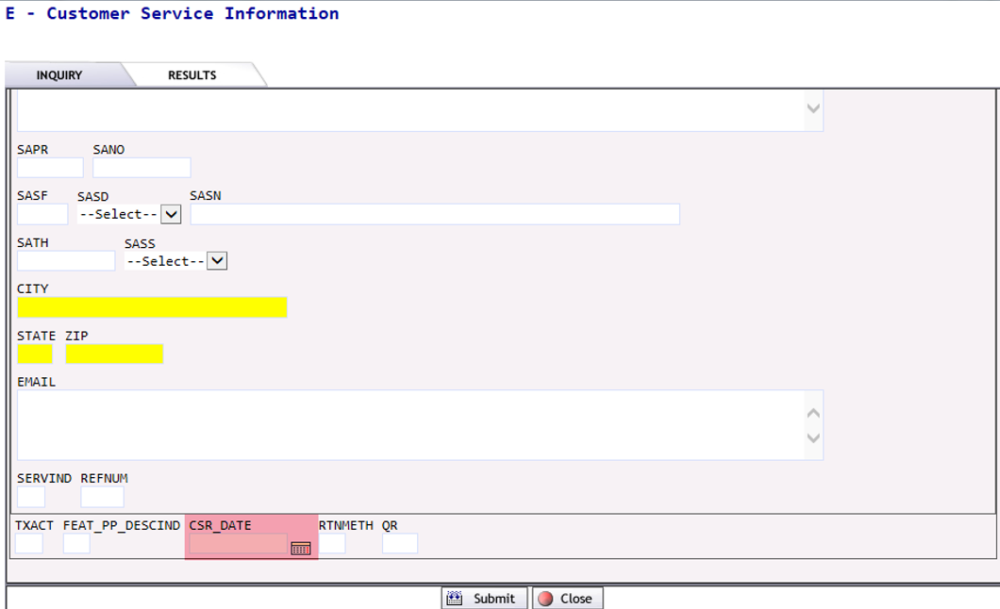 E - Customer Service Information
INQUIRY RESULTS
SAPR SANO
SASF SASD SASN
--Select--
SATH SASS
--Select--
CITY
STATE ZIP
EMAIL
SERVIND REFNUM
TXACT FEAT_PP_DESCIND CSR_DATE RTNMETH QR
Submit Close